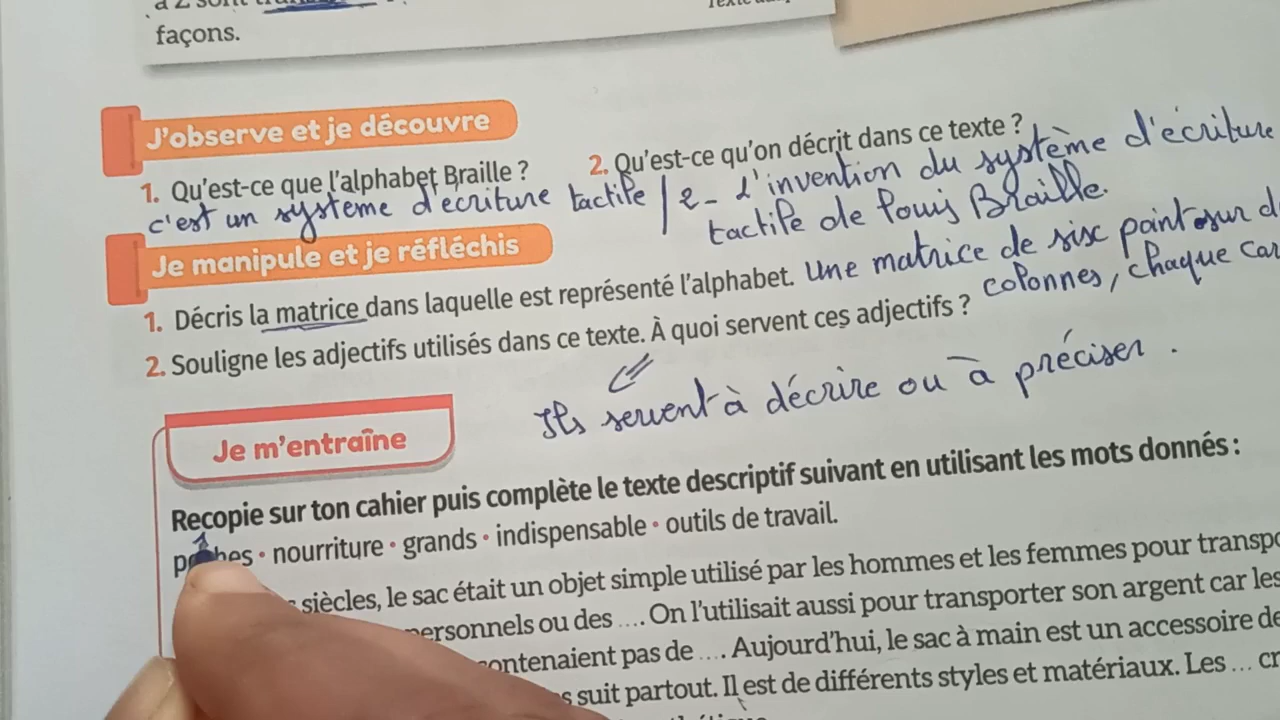 façons.
J'observe et je découvre
1. Qu'est-ce que l'alphabet Braille ?
2. Qu'est-ce qu'on décrit dans ce texte ?
c'est un système d'écriture tactile / 2- L'invention du système d'écriture
tactile de Louis Braille.
Je manipule et je réfléchis
1. Décris la matrice dans laquelle est représenté l'alphabet.
Une matrice de six point sur
colonnes, chaque
2. Souligne les adjectifs utilisés dans ce texte. À quoi servent ces adjectifs ?
Ils servent à décrire ou à préciser.
Je m'entraîne
Recopie sur ton cahier puis complète le texte descriptif suivant en utilisant les mots donnés :
• nourriture • grands • indispensable • outils de travail.
siècles, le sac était un objet simple utilisé par les hommes et les femmes pour
ou des .... On l'utilisait aussi pour transporter son argent car les
pas de .... Aujourd'hui, le sac à main est un accessoire
suit partout. Il est de différents styles et matériaux. Les ...